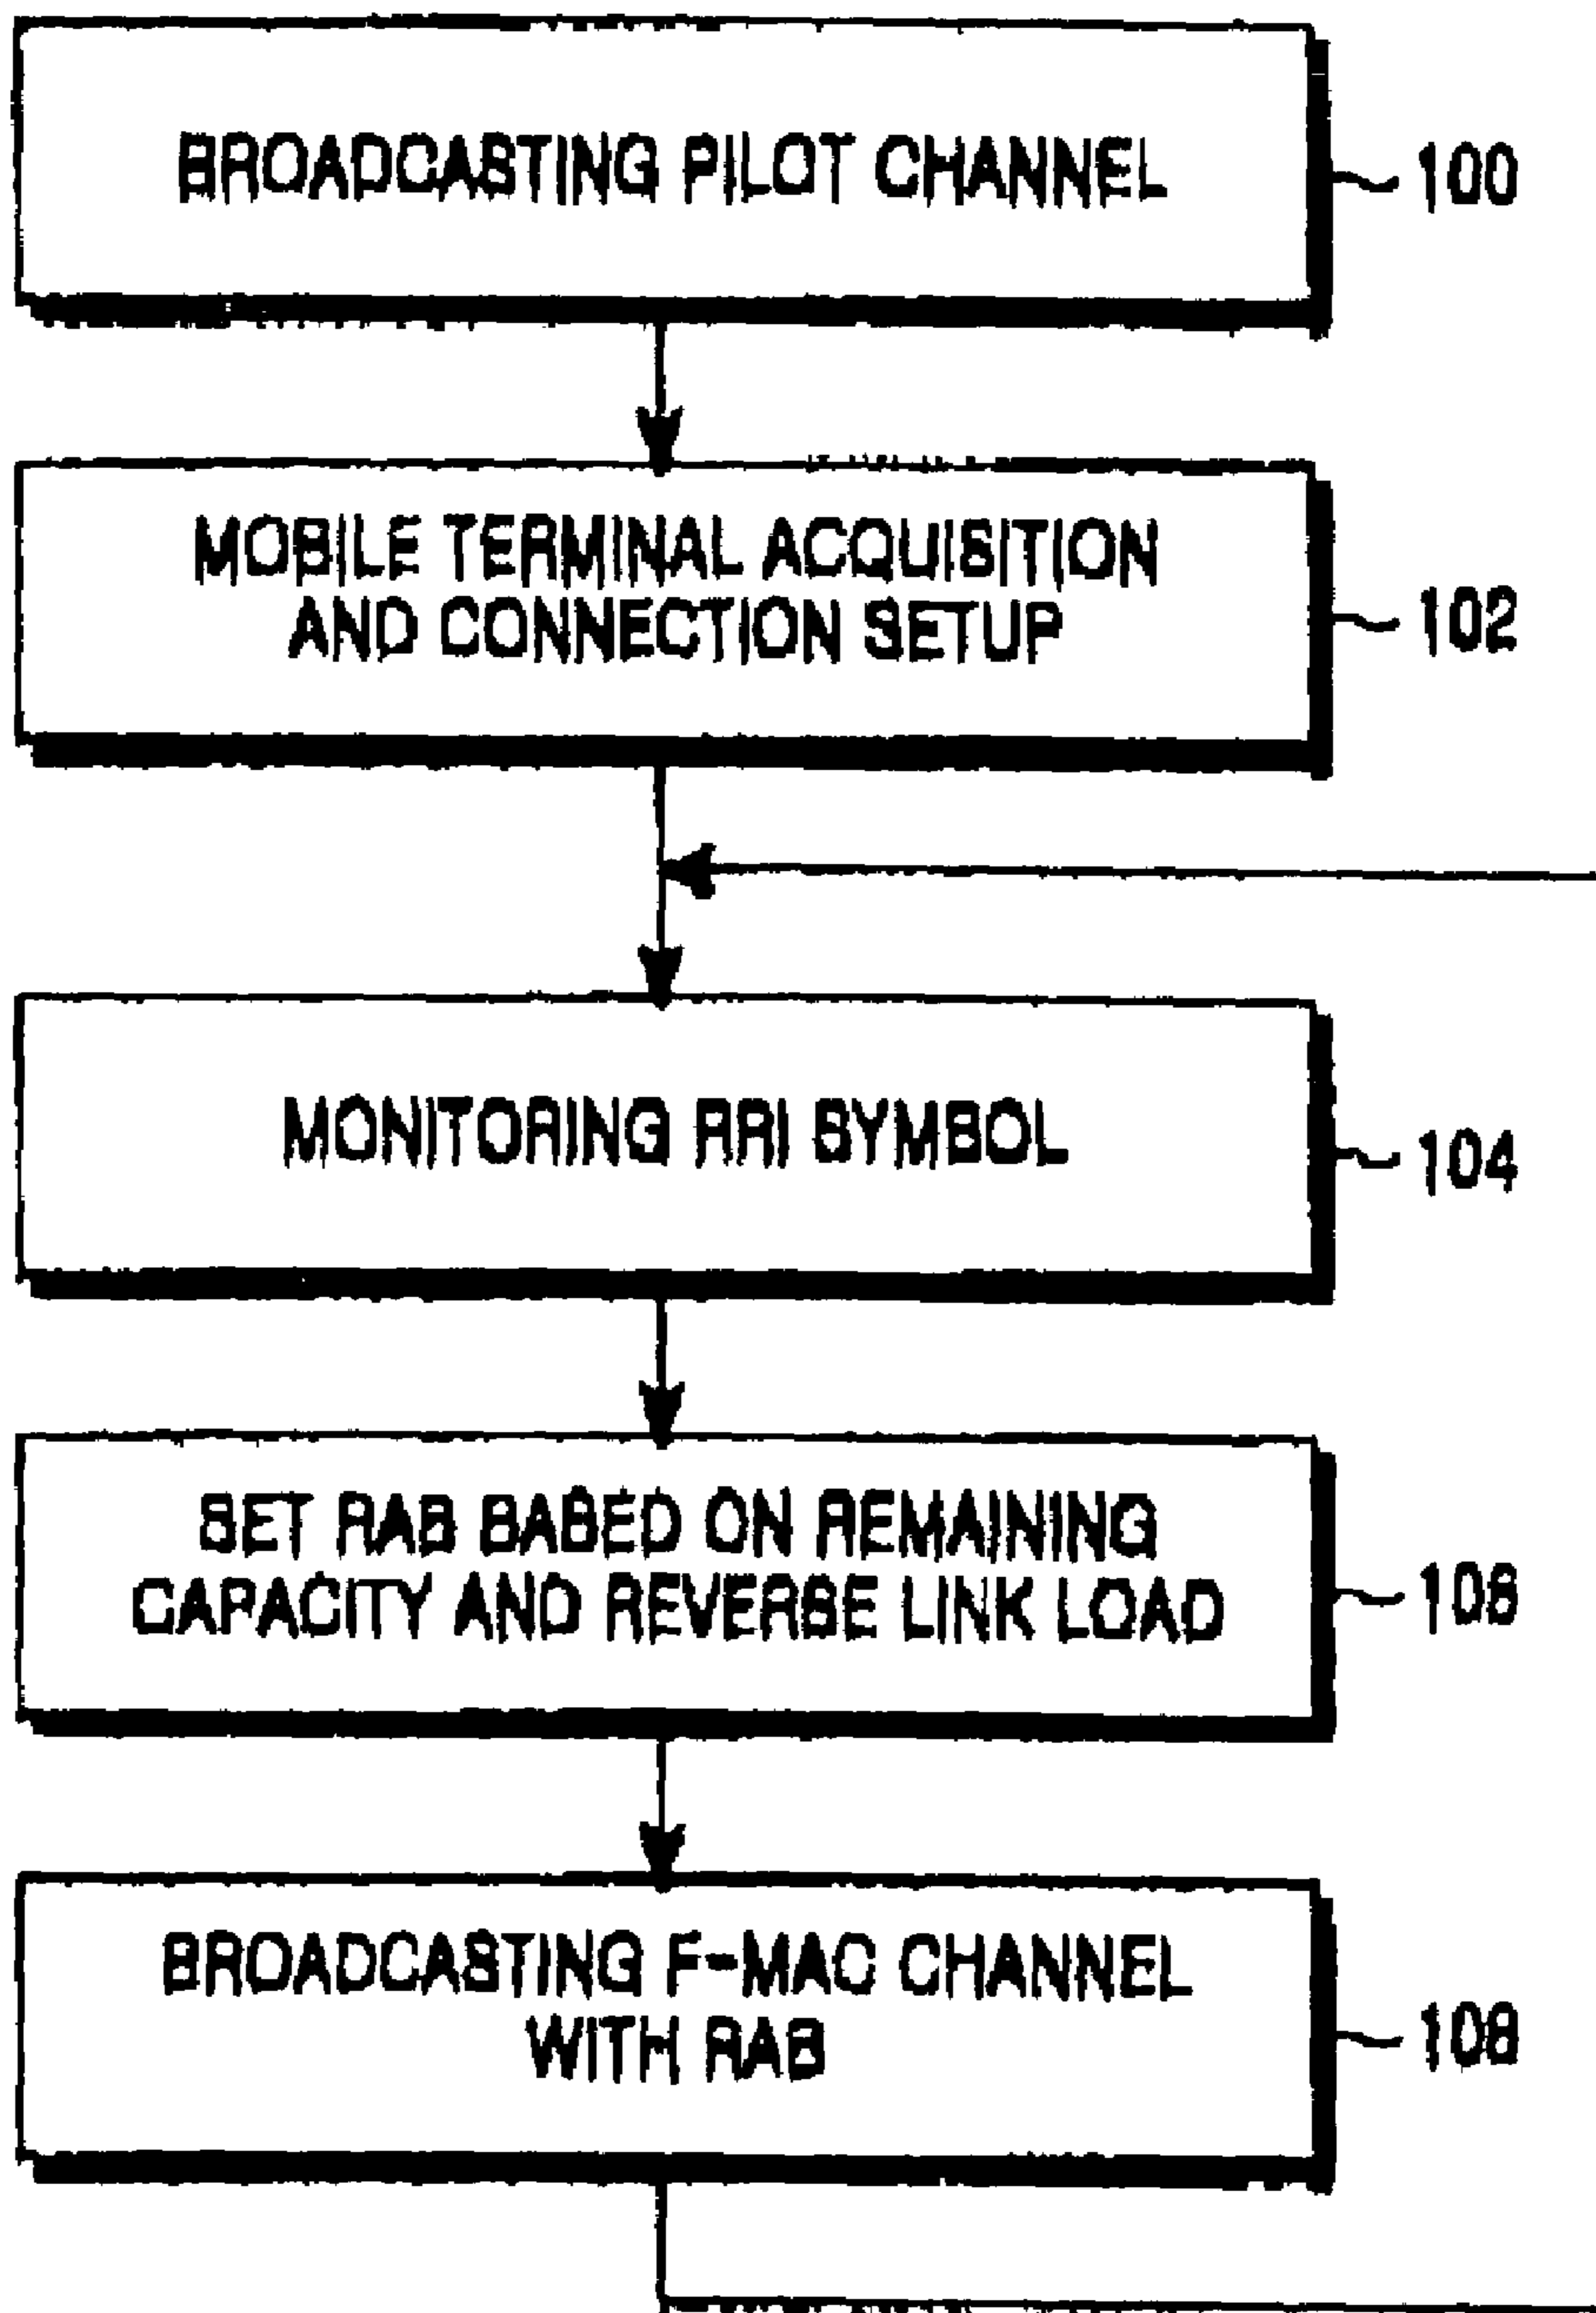 BROADCASTING PILOT CHANNEL
100
MOBILE TERMINAL ACQUISITION
AND CONNECTION SETUP
102
MONITORING RRI SYMBOL
104
SET RAB BASED ON REMAINING
CAPACITY AND REVERSE LINK LOAD
106
BROADCASTING F-MAC CHANNEL
WITH RAB
108